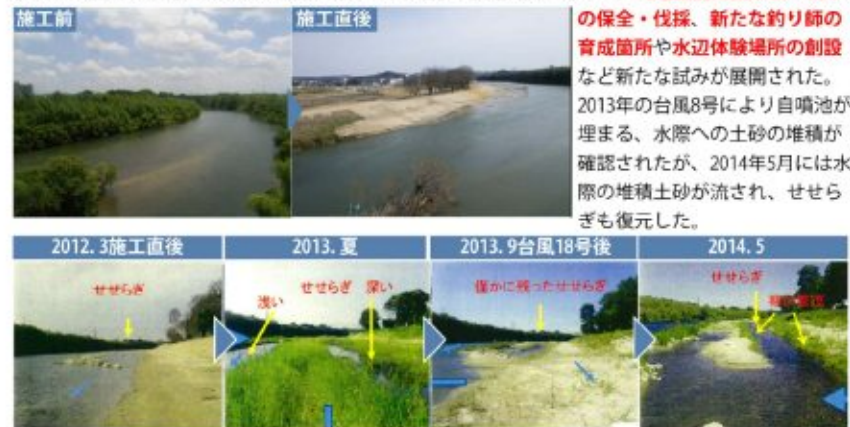 施工前
施工直後
の保全・伐採、新たな釣り師の
育成箇所や水辺体験場所の創設
など新たな試みが展開された。
2013年の台風8号により自噴池が
埋まる、水際への土砂の堆積が
確認されたが、2014年5月には水
際の堆積土砂が流され、せせら
ぎも復元した。
2012. 3施工直後
2013. 夏
2013. 9台風18号後
2014. 5
せせらぎ
浅い
せせらぎ
深い
僅かに残ったせせらぎ
せせらぎ